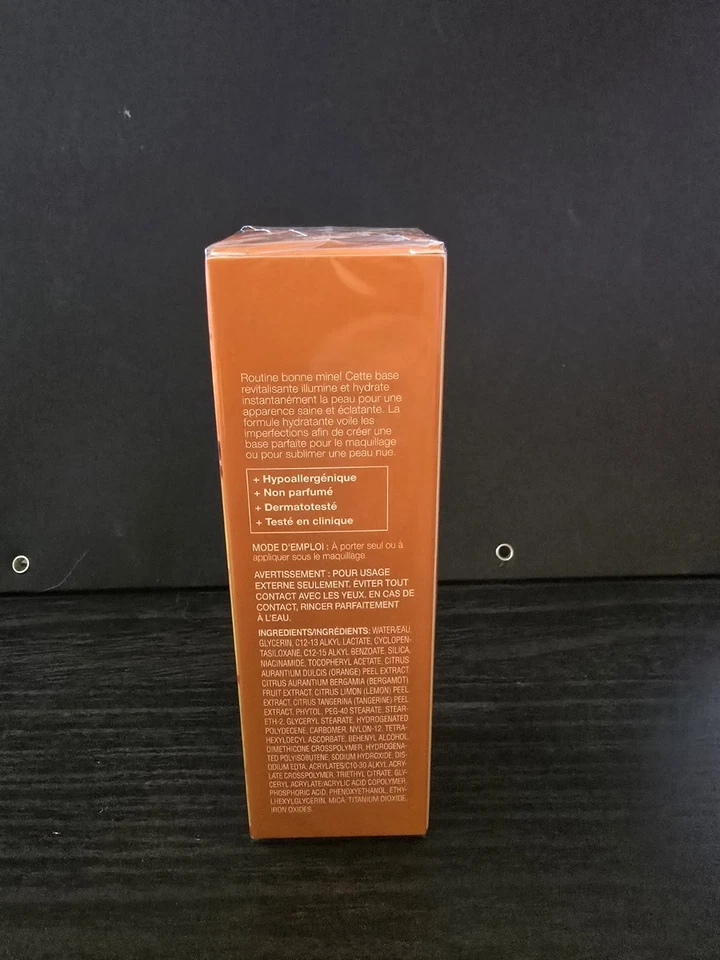 Routine bonne mine! Cette base
revitalisante illumine et hydrate
instantanément la peau pour une
apparence saine et éclatante. La
formule hydratante voile les
imperfections afin de créer une
base parfaite pour le maquillage
ou pour sublimer une peau nue.
+ Hypoallergénique
+ Non parfumé
+ Dermatotesté
+ Testé en clinique
MODE D'EMPLOI : À porter seul ou à
appliquer sous le maquillage.
AVERTISSEMENT : POUR USAGE
EXTERNE SEULEMENT. ÉVITER TOUT
CONTACT AVEC LES YEUX. EN CAS DE
CONTACT, RINCER PARFAITEMENT
À L'EAU.
INGREDIENTS/INGRÉDIENTS: WATER/EAU,
GLYCERIN, C12-13 ALKYL LACTATE, CYCLOPEN-
TASILOXANE, C12-15 ALKYL BENZOATE, SILICA,
NIACINAMIDE, TOCOPHERYL ACETATE, CITRUS
AURANTIUM DULCIS (ORANGE) PEEL EXTRACT,
CITRUS AURANTIUM BERGAMIA (BERGAMOT)
FRUIT EXTRACT, CITRUS LIMON (LEMON) PEEL
EXTRACT, CITRUS TANGERINA (TANGERINE) PEEL
EXTRACT, PHYTOL, PEG-40 STEARATE, STEAR-
ETH-2, GLYCERYL STEARATE, HYDROGENATED
POLYDECENE, CARBOMER, NYLON-12, TETRA-
HEXYLDECYL ASCORBATE, BEHENYL ALCOHOL,
DIMETHICONE CROSSPOLYMER, HYDROGENA-
TED POLYISOBUTENE, SODIUM HYDROXIDE, DIS-
ODIUM EDTA, ACRYLATES/C10-30 ALKYL ACRY-
LATE CROSSPOLYMER, TRIETHYL CITRATE, GLY-
CERYL ACRYLATE/ACRYLIC ACID COPOLYMER,
PHOSPHORIC ACID, PHENOXYETHANOL, ETHY-
LHEXYLGLYCERIN, MICA, TITANIUM DIOXIDE,
IRON OXIDES.